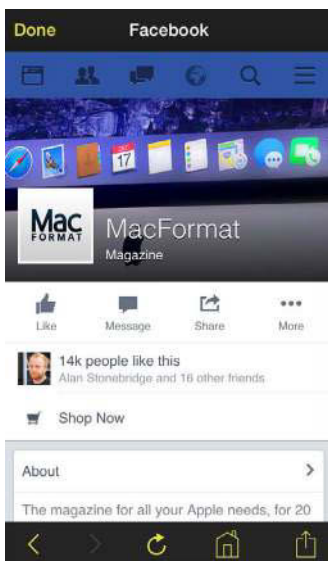 Done Facebook
OCT
17
Mac
FORMAT
MacFormat
Magazine
Like Message Share More
14k people like this
Alan Stonebridge and 16 other friends
Shop Now
About
The magazine for all your Apple needs, for 20